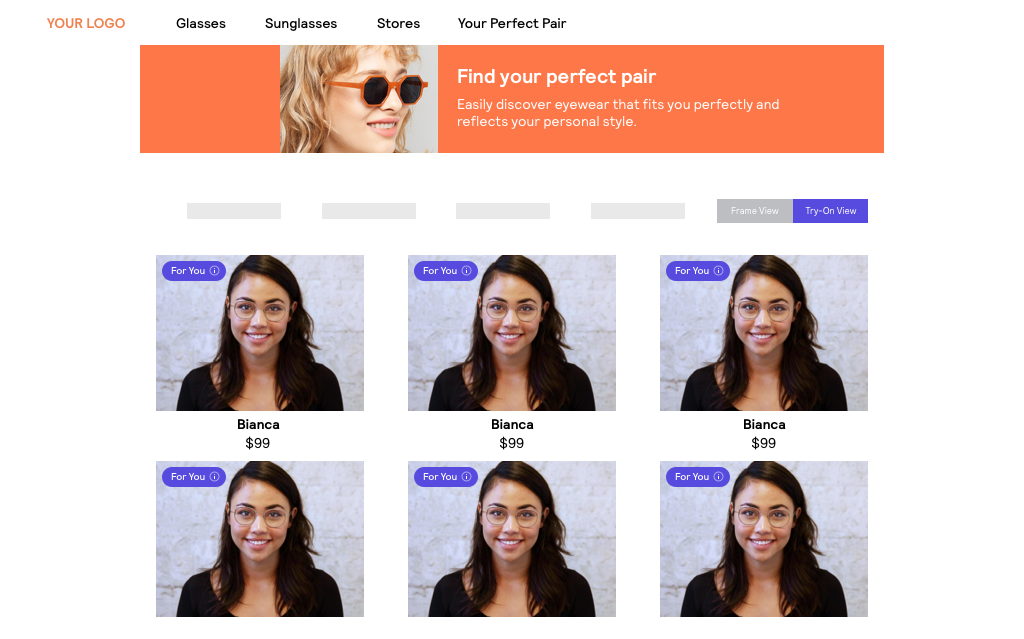 YOUR LOGO Glasses Sunglasses Stores Your Perfect Pair
Find your perfect pair
Easily discover eyewear that fits you perfectly and
reflects your personal style.
Frame View Try-On View
For You For You For You
Bianca Bianca Bianca
$99 $99 $99
For You For You For You